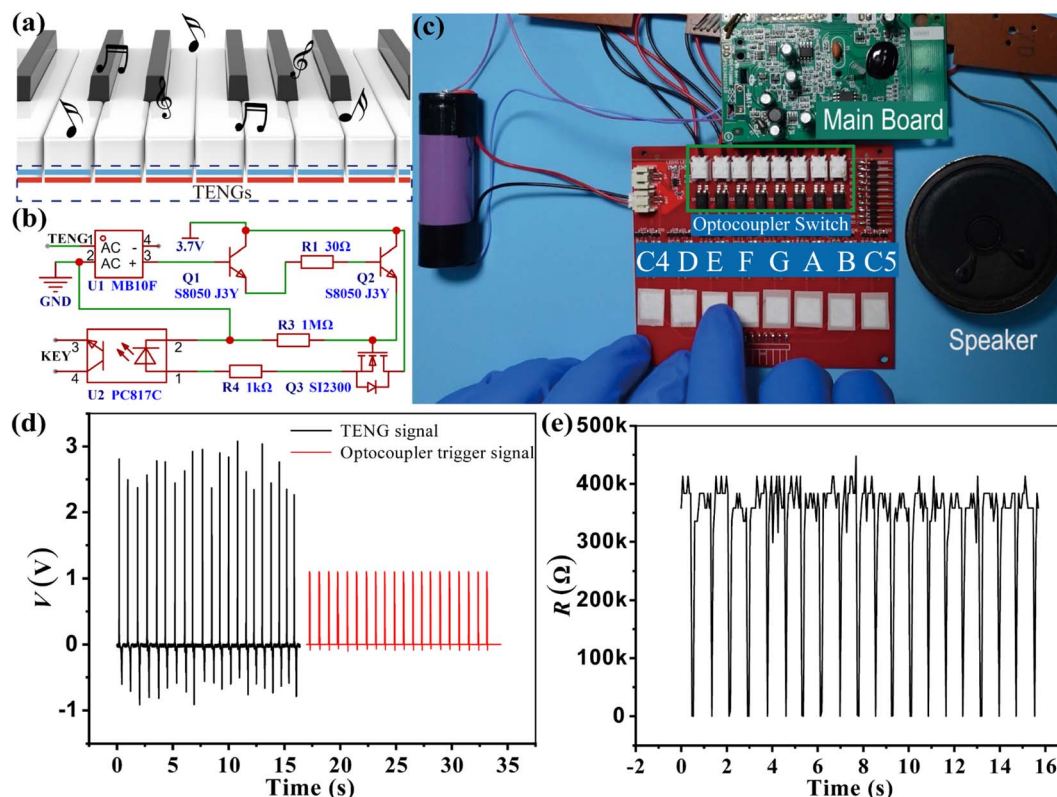 (a)
TENGs
(b)
TENG
1
2
AC -
AC +
4
3
U1 MB10F
GND
3.7V
Q1
S8050 J3Y
R1 30Ω
Q2
S8050 J3Y
R3 1MΩ
R4 1kΩ
Q3 SI2300
KEY
3
4
2
1
U2 PC817C
(c)
Main Board
Optocupler Switch
C4 D E F G A B C5
Speaker
(d)
TENG signal
Optocoupler trigger signal
V (V)
3
2
1
0
-1
0 5 10 15 20 25 30 35
Time (s)
(e)
R (Ω)
500k
400k
300k
200k
100k
0
-2 0 2 4 6 8 10 12 14 16
Time (s)